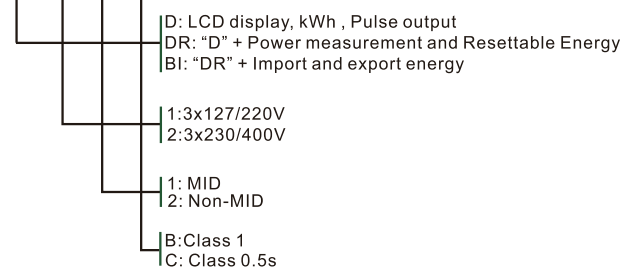 D: LCD display, kWh , Pulse output
DR: “D” + Power measurement and Resettable Energy
BI: “DR” + Import and export energy
1:3x127/220V
2:3x230/400V
1: MID
2: Non-MID
B:Class 1
C: Class 0.5s